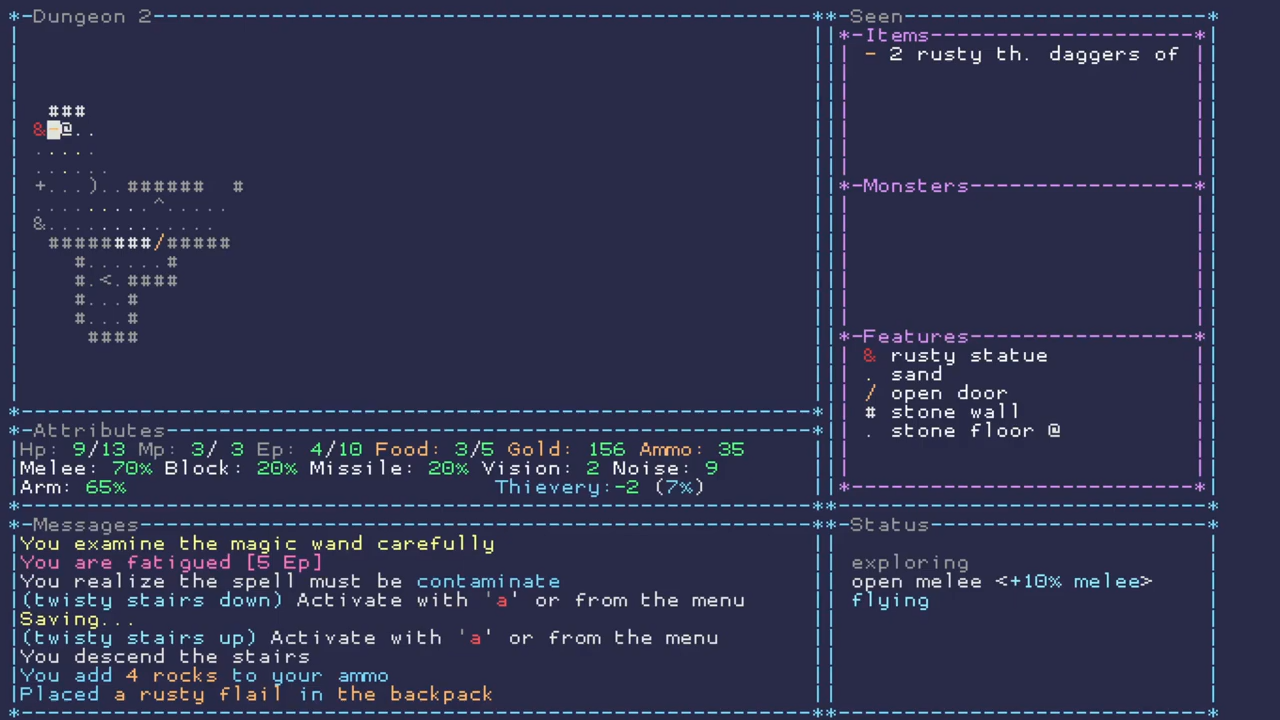 Dungeon 2
###
&-@..
.....
......
+...)..###### #
.........^.....
&..............
########/#####
#......#
#.<.####
#...#
#...#
####
Attributes
Hp: 9/13 Mp: 3/ 3 Ep: 4/10 Food: 3/5 Gold: 156 Ammo: 35
Melee: 70% Block: 20% Missile: 20% Vision: 2 Noise: 9
Arm: 65% Thievery:-2 (7%)
Messages
You examine the magic wand carefully
You are fatigued [5 Ep]
You realize the spell must be contaminate
(twisty stairs down) Activate with 'a' or from the menu
Saving...
(twisty stairs up) Activate with 'a' or from the menu
You descend the stairs
You add 4 rocks to your ammo
Placed a rusty flail in the backpack
Seen
Items
- 2 rusty th. daggers of
Monsters
Features
& rusty statue
. sand
/ open door
# stone wall
. stone floor @
Status
exploring
open melee <+10% melee>
flying